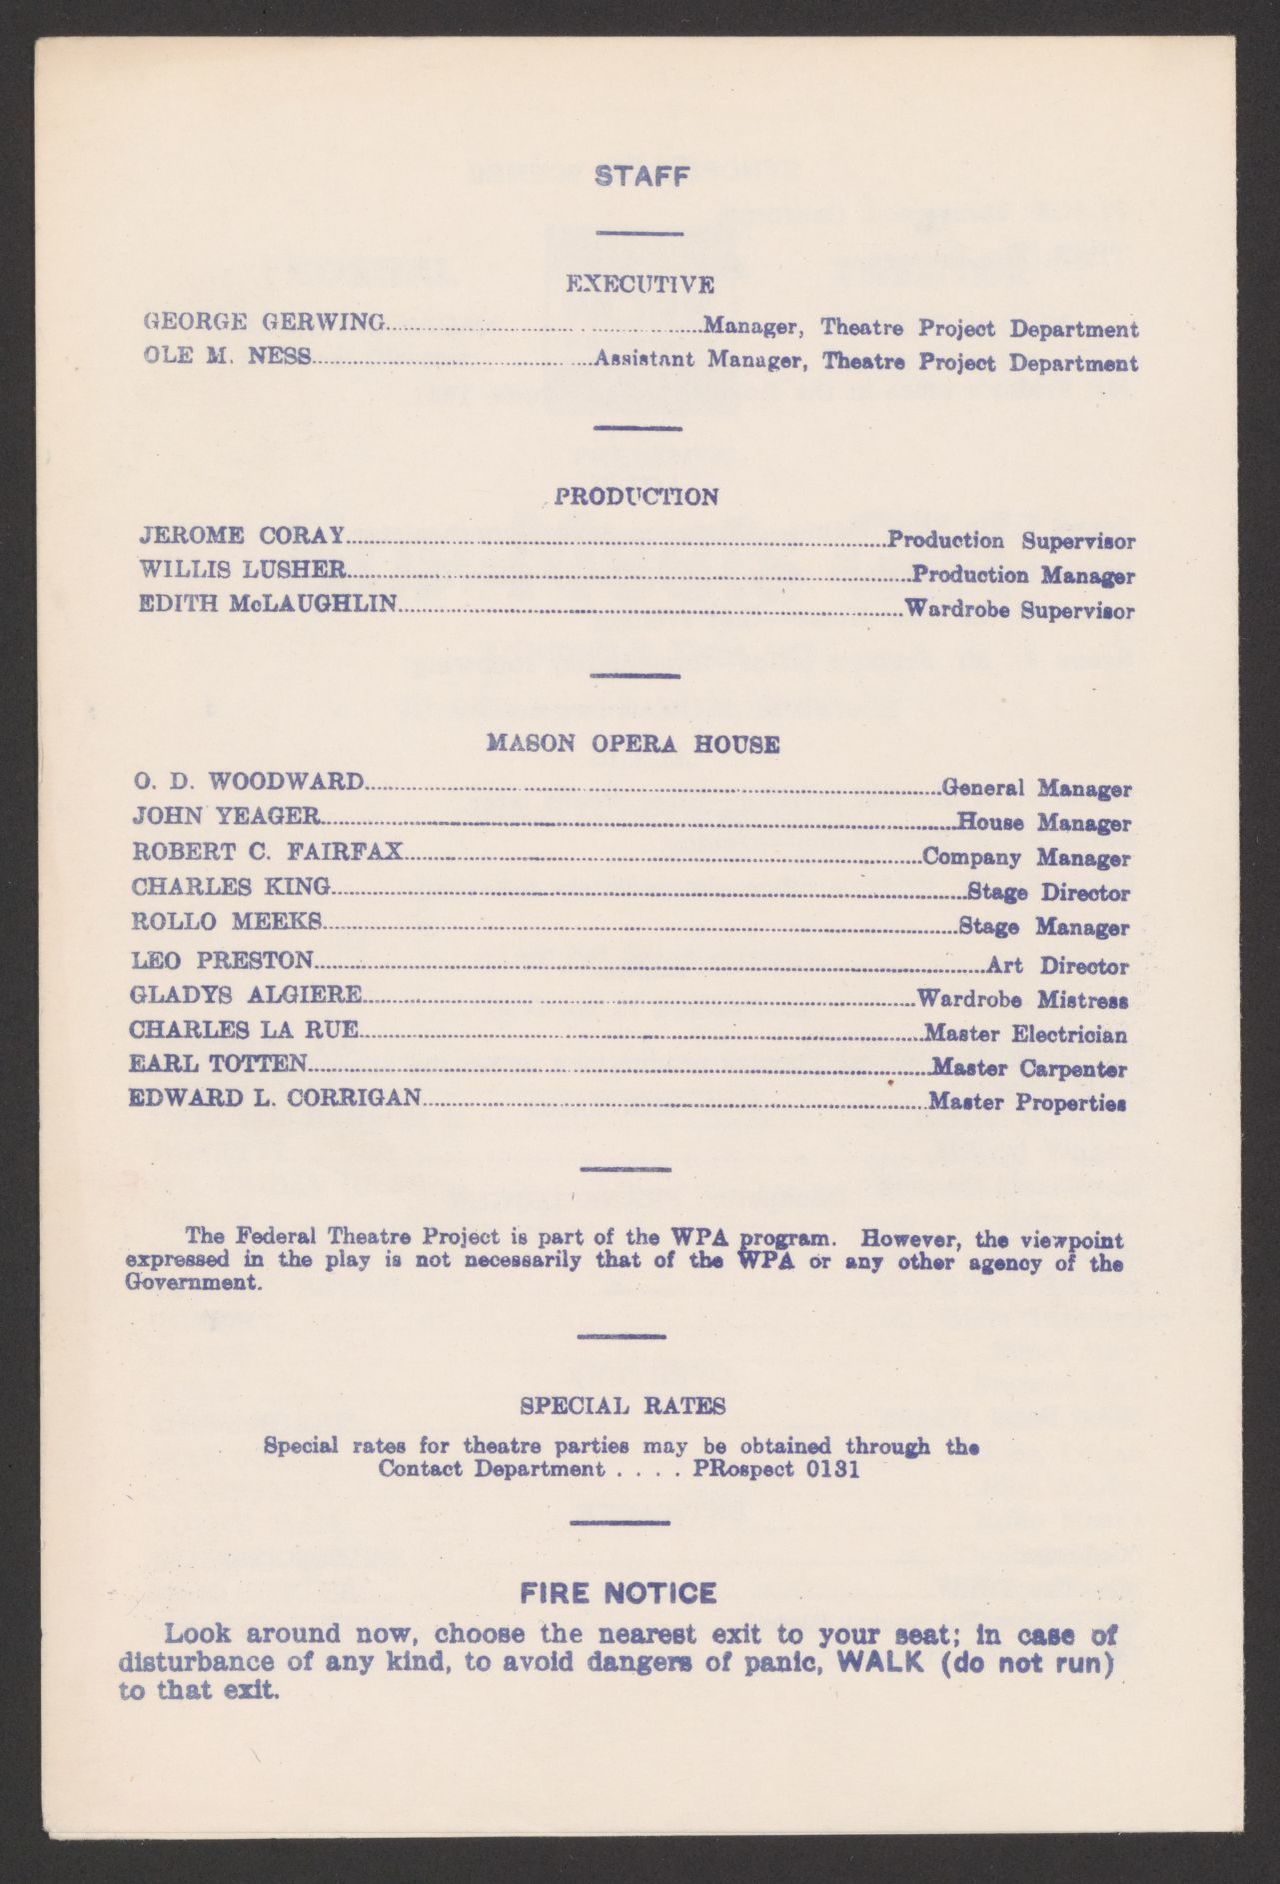 STAFF
EXECUTIVE
GEORGE GERWING........................Manager, Theatre Project Department
OLE M. NESS........................Assistant Manager, Theatre Project Department
PRODUCTION
JEROME CORAY........................Production Supervisor
WILLIS LUSHER........................Production Manager
EDITH McLAUGHLIN........................Wardrobe Supervisor
MASON OPERA HOUSE
O. D. WOODWARD........................General Manager
JOHN YEAGER........................House Manager
ROBERT C. FAIRFAX........................Company Manager
CHARLES KING........................Stage Director
ROLLO MEEKS........................Stage Manager
LEO PRESTON........................Art Director
GLADYS ALGIERE........................Wardrobe Mistress
CHARLES LA RUE........................Master Electrician
EARL TOTTEN........................Master Carpenter
EDWARD L. CORRIGAN........................Master Properties
The Federal Theatre Project is part of the WPA program. However, the viewpoint
expressed in the play is not necessarily that of the WPA or any other agency of the
Government.
SPECIAL RATES
Special rates for theatre parties may be obtained through the
Contact Department . . . . PRospect 0131
FIRE NOTICE
Look around now, choose the nearest exit to your seat; in case of
disturbance of any kind, to avoid dangers of panic, WALK (do not run)
to that exit.